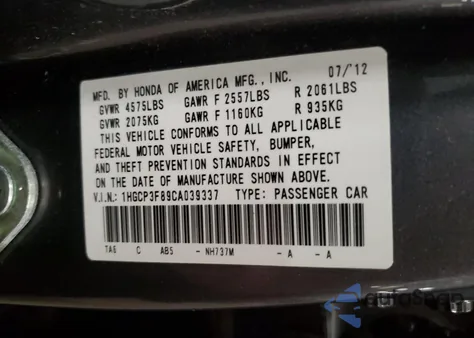 MFD. BY HONDA OF AMERICA MFG., INC. 07/'12
GVWR 4575LBS GAWR F 2557LBS R 2061LBS
GVWR 2075KG GAWR F 1160KG R 935KG
THIS VEHICLE CONFORMS TO ALL APPLICABLE
FEDERAL MOTOR VEHICLE SAFETY, BUMPER,
AND THEFT PREVENTION STANDARDS IN EFFECT
ON THE DATE OF MANUFACTURE SHOWN ABOVE.
V.I.N.: 1HGCP3F89CA039337 TYPE: PASSENGER CAR
TA6 C AB5 - NH737M - A - A